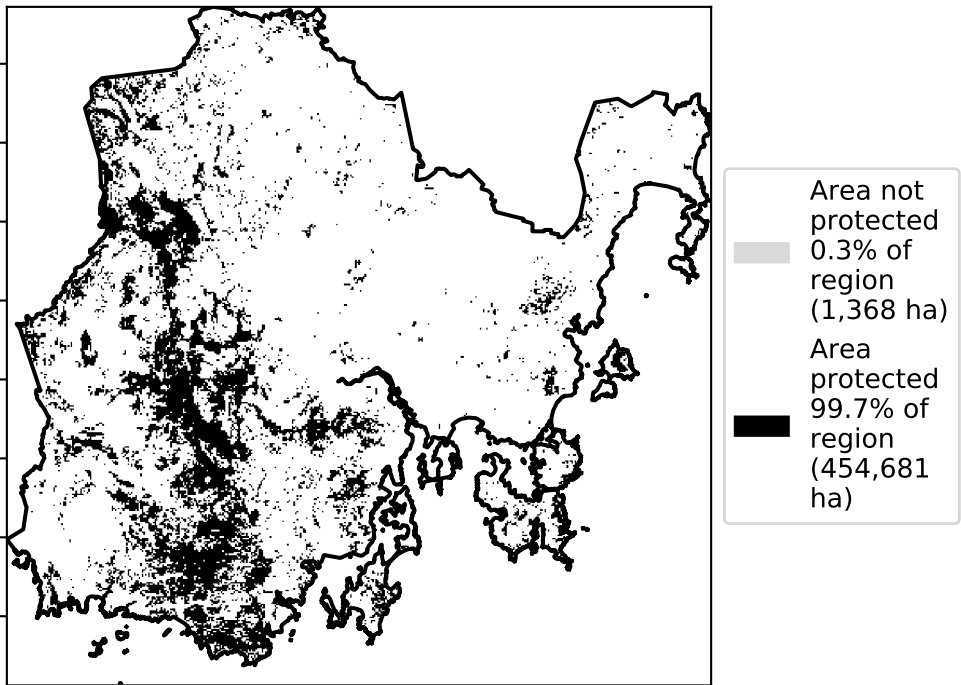 Area not
protected
0.3% of
region
(1,368 ha)
Area
protected
99.7% of
region
(454,681
ha)